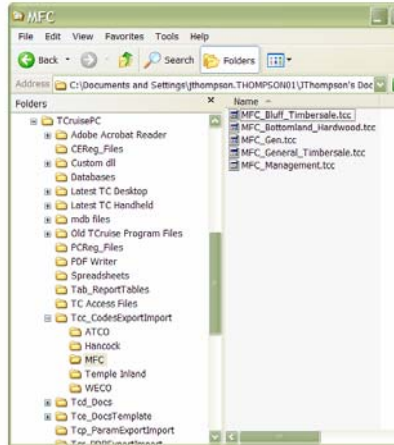 MFC
File Edit View Favorites Tools Help
Back Search Folders
Address C:\Documents and Settings\jthompson.THOMPSON01\JThompson's Doc
Folders
TCruisePC
Adobe Acrobat Reader
CEReg_Files
Custom dll
Databases
Latest TC Desktop
Latest TC Handheld
mdb files
Old TCruise Program Files
PCReg_Files
PDF Writer
Spreadsheets
Tab_ReportTables
TC Access Files
Tcc_CodesExportImport
ATCO
Hancock
MFC
Temple Inland
WECO
Tcd_Docs
Tce_DocsTemplate
Tcp_ParamExportImport
Name
MFC_Bluff_Timbersale.tcc
MFC_Bottomland_Hardwood.tcc
MFC_Gen.tcc
MFC_General_Timbersale.tcc
MFC_Management.tcc